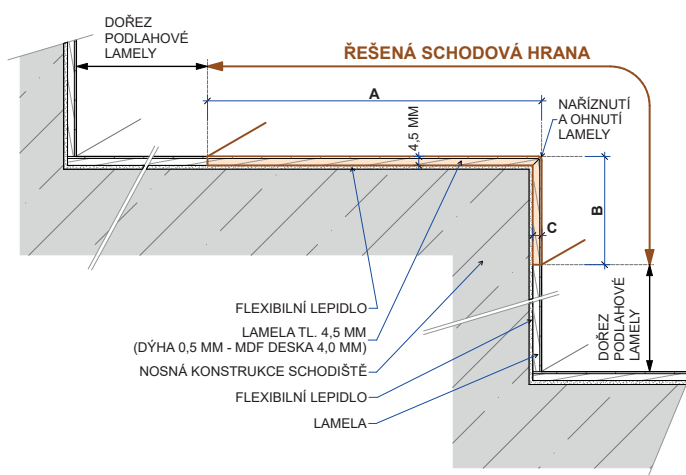 DOŘEZ
PODLAHOVÉ
LAMELY
ŘEŠENÁ SCHODOVÁ HRANA
A
NAŘÍZNUTÍ
A OHNUTÍ
LAMELY
4,5 MM
B
C
FLEXIBILNÍ LEPIDLO
LAMELA TL. 4,5 MM
(DÝHA 0,5 MM - MDF DESKA 4,0 MM)
NOSNÁ KONSTRUKCE SCHODIŠTĚ
FLEXIBILNÍ LEPIDLO
LAMELA
DOŘEZ
PODLAHOVÉ
LAMELY